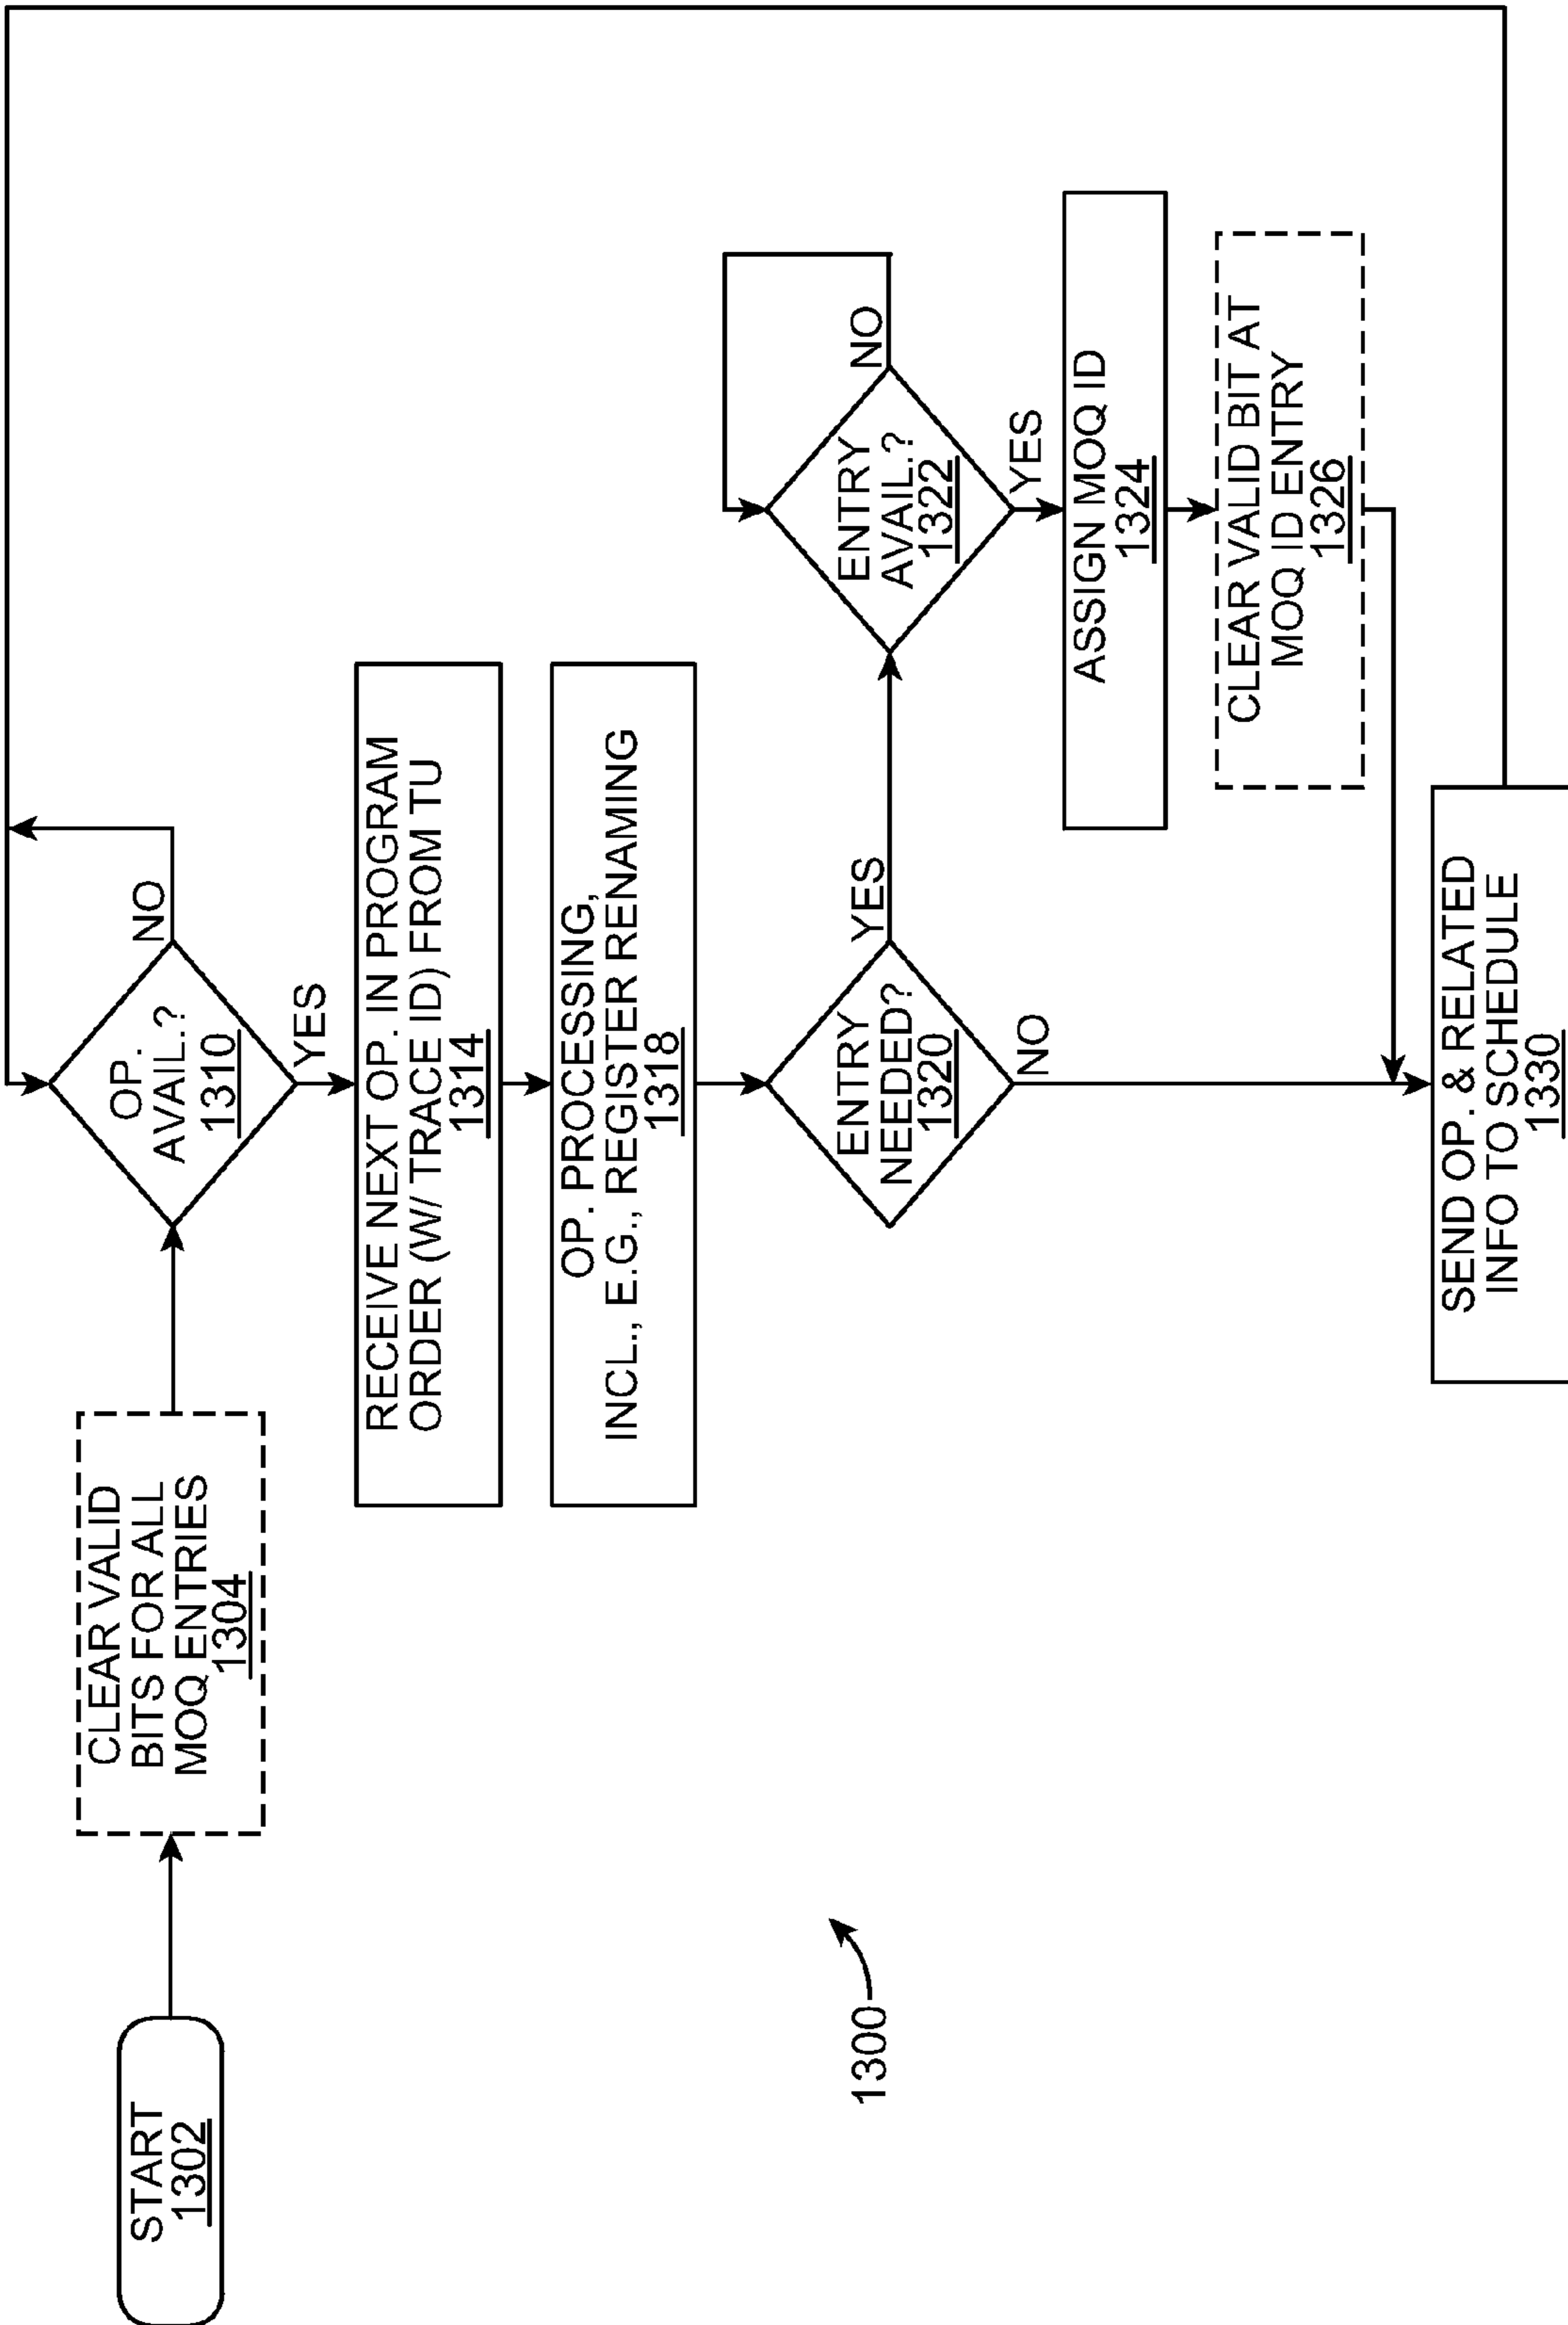 START
1302
CLEAR VALID
BITS FOR ALL
MOQ ENTRIES
1304
OP.
AVAIL.?
1310
NO
YES
RECEIVE NEXT OP. IN PROGRAM
ORDER (W/ TRACE ID) FROM TU
1314
OP. PROCESSING,
INCL., E.G., REGISTER RENAMING
1318
ENTRY
NEEDED?
1320
YES
NO
ENTRY
AVAIL.?
1322
NO
YES
ASSIGN MOQ ID
1324
CLEAR VALID BIT AT
MOQ ID ENTRY
1326
SEND OP. & RELATED
INFO TO SCHEDULE
1330
1300